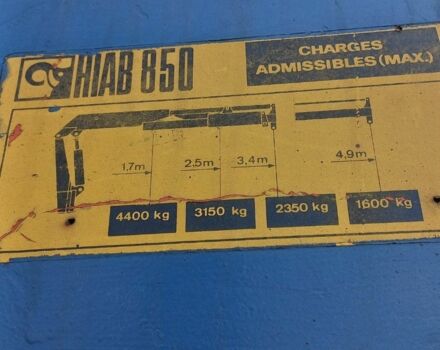 HIAB 850
CHARGES
ADMISSIBLES (MAX.)
1,7m 2,5m 3,4m 4,9m
4400 kg 3150 kg 2350 kg 1600 kg